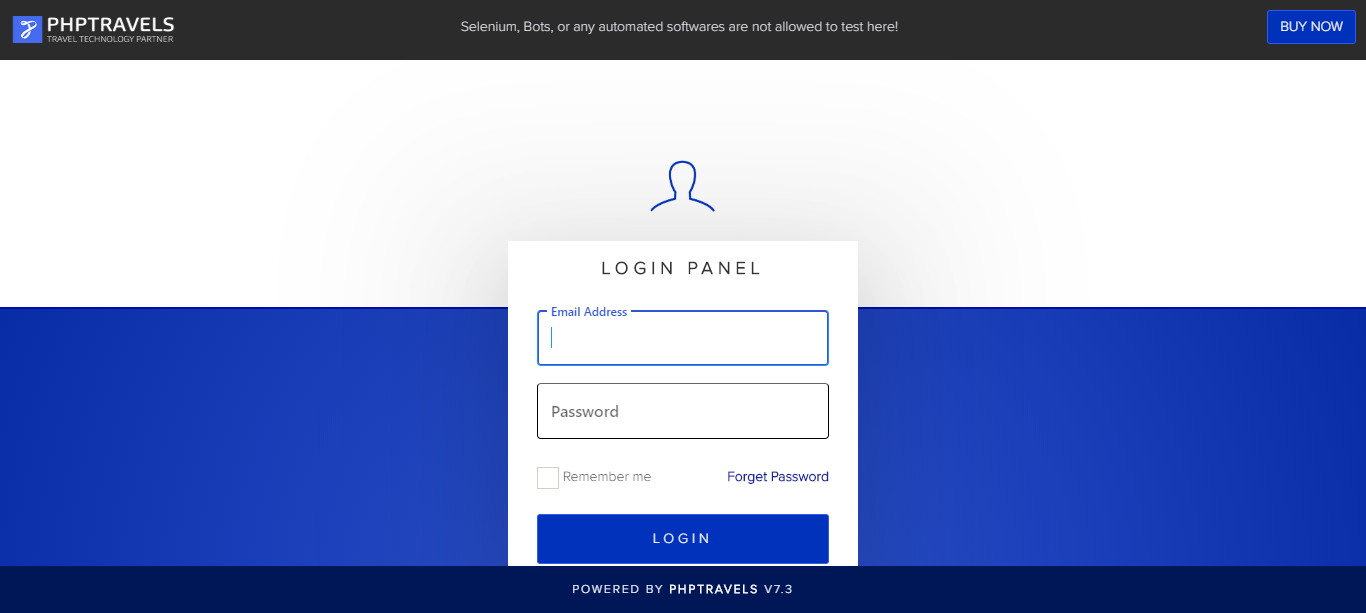 PHPTRAVELS
TRAVEL TECHNOLOGY PARTNER
Selenium, Bots, or any automated softwares are not allowed to test here!
BUY NOW
LOGIN PANEL
Email Address
Password
Remember me
Forget Password
LOGIN
POWERED BY PHPTRAVELS V7.3